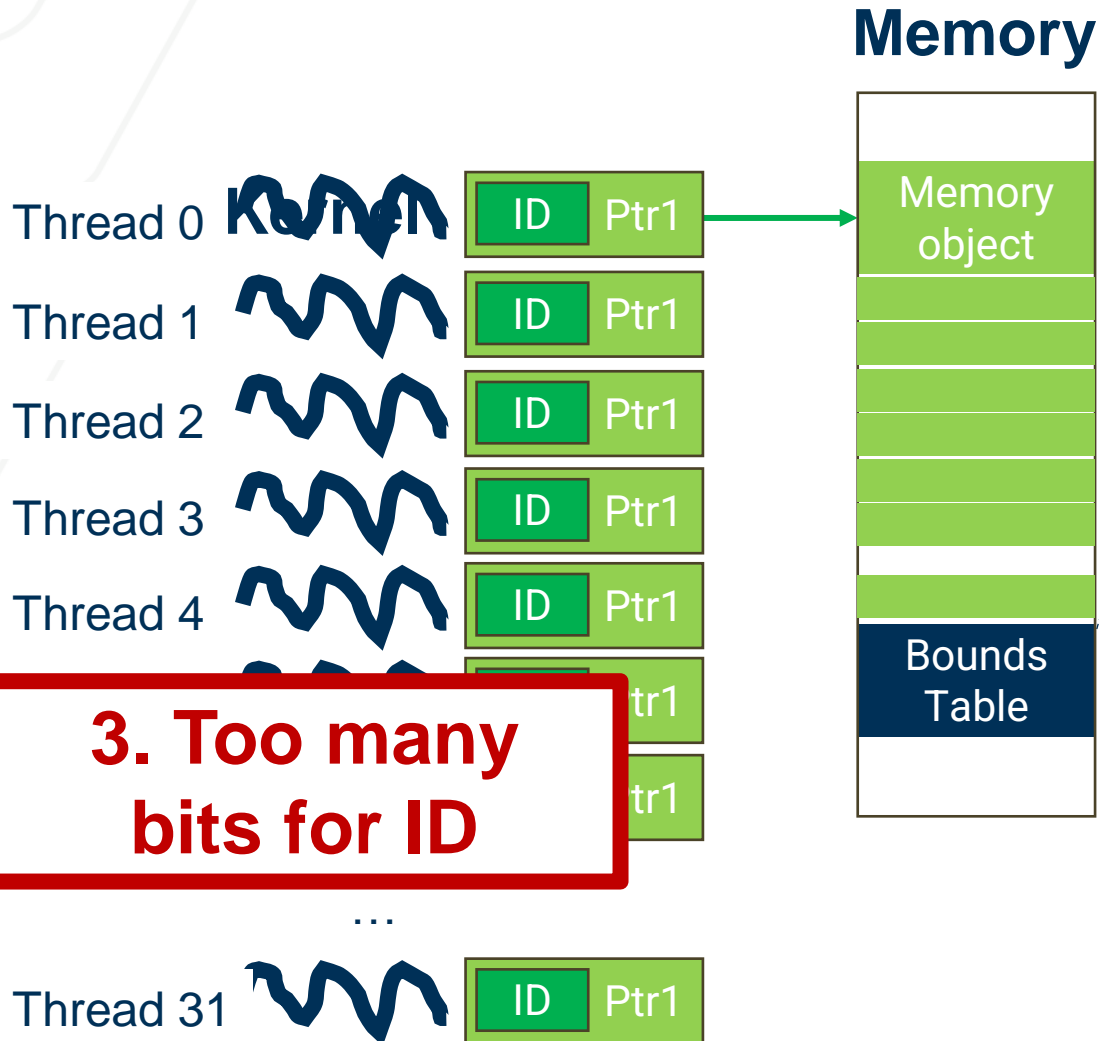 Memory
Thread 0 Kernel ID Ptr1
Memory
object
Thread 1 ID Ptr1
Thread 2 ID Ptr1
Thread 3 ID Ptr1
Thread 4 ID Ptr1
Bounds
Table
tr1
3. Too many
bits for ID
tr1
…
Thread 31 ID Ptr1